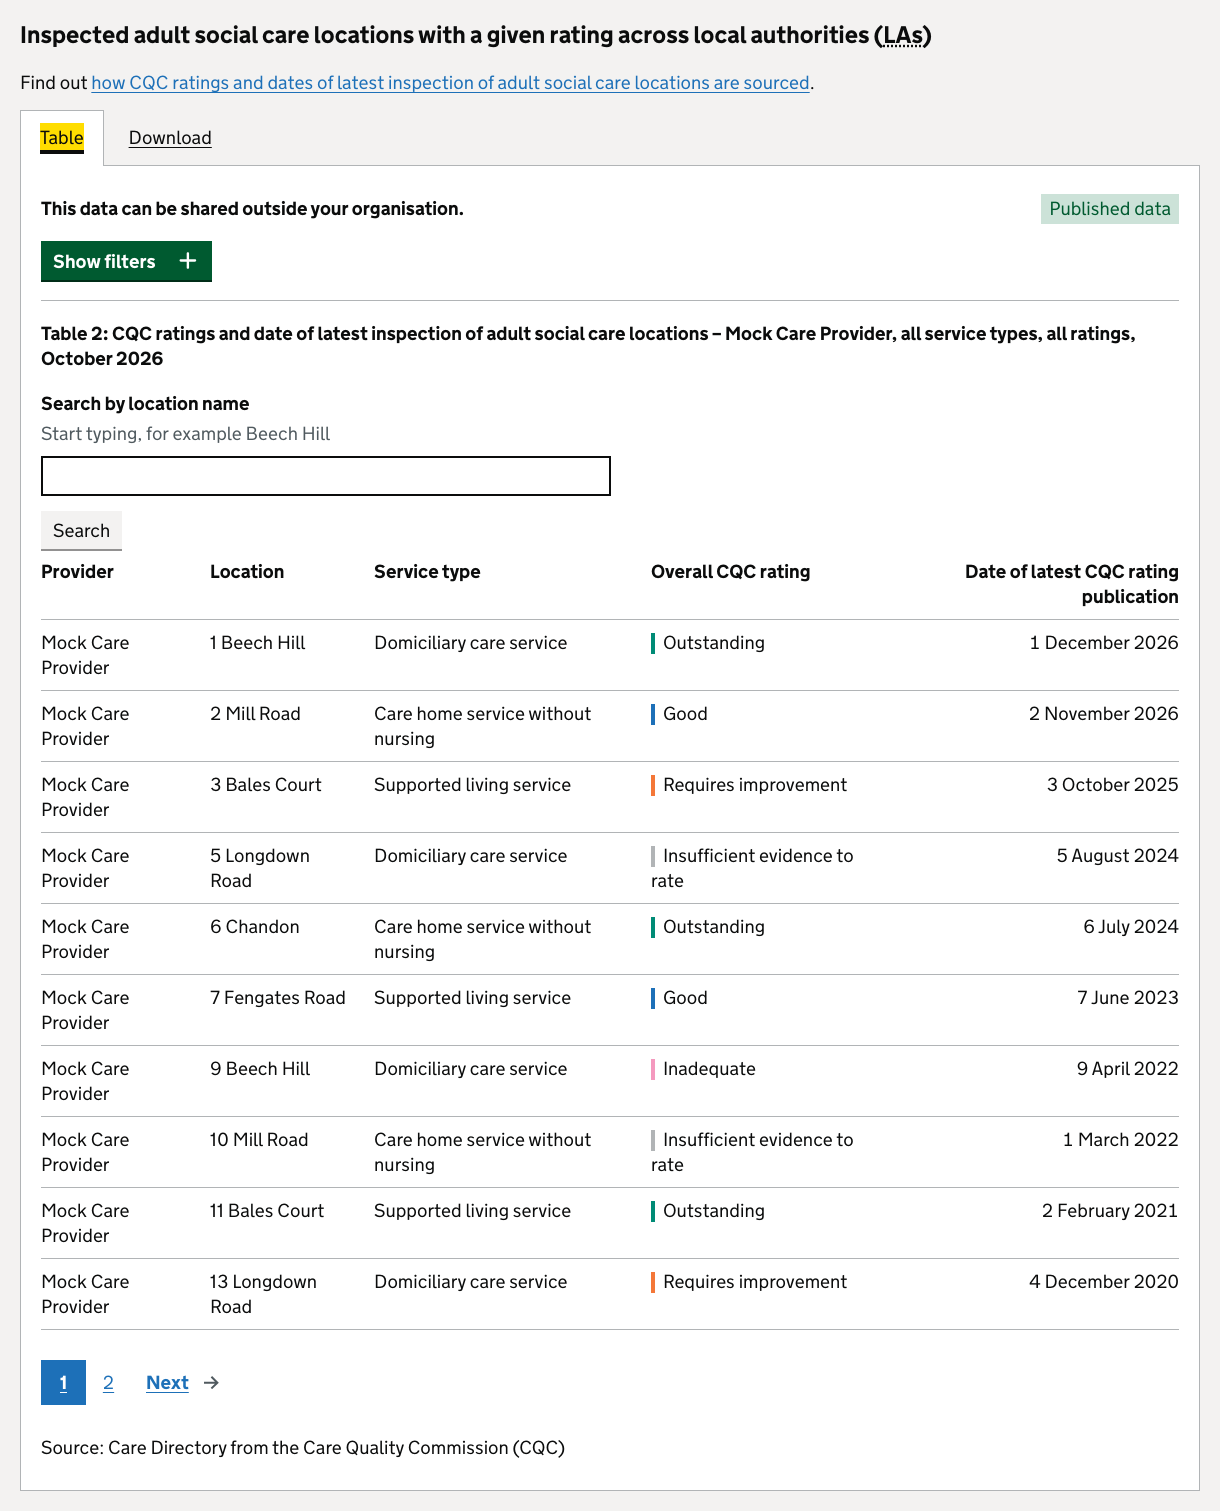 Inspected adult social care locations with a given rating across local authorities (LAs)
Find out how CQC ratings and dates of latest inspection of adult social care locations are sourced.
Table Download
This data can be shared outside your organisation. Published data
Show filters +
Table 2: CQC ratings and date of latest inspection of adult social care locations – Mock Care Provider, all service types, all ratings,
October 2026
Search by location name
Start typing, for example Beech Hill
Search
Provider Location Service type Overall CQC rating Date of latest CQC rating
publication
Mock Care 1 Beech Hill Domiciliary care service Outstanding 1 December 2026
Provider
Mock Care 2 Mill Road Care home service without Good 2 November 2026
Provider nursing
Mock Care 3 Bales Court Supported living service Requires improvement 3 October 2025
Provider
Mock Care 5 Longdown Domiciliary care service Insufficient evidence to 5 August 2024
Provider Road rate
Mock Care 6 Chandon Care home service without Outstanding 6 July 2024
Provider nursing
Mock Care 7 Fengates Road Supported living service Good 7 June 2023
Provider
Mock Care 9 Beech Hill Domiciliary care service Inadequate 9 April 2022
Provider
Mock Care 10 Mill Road Care home service without Insufficient evidence to 1 March 2022
Provider nursing rate
Mock Care 11 Bales Court Supported living service Outstanding 2 February 2021
Provider
Mock Care 13 Longdown Domiciliary care service Requires improvement 4 December 2020
Provider Road
1 2 Next →
Source: Care Directory from the Care Quality Commission (CQC)